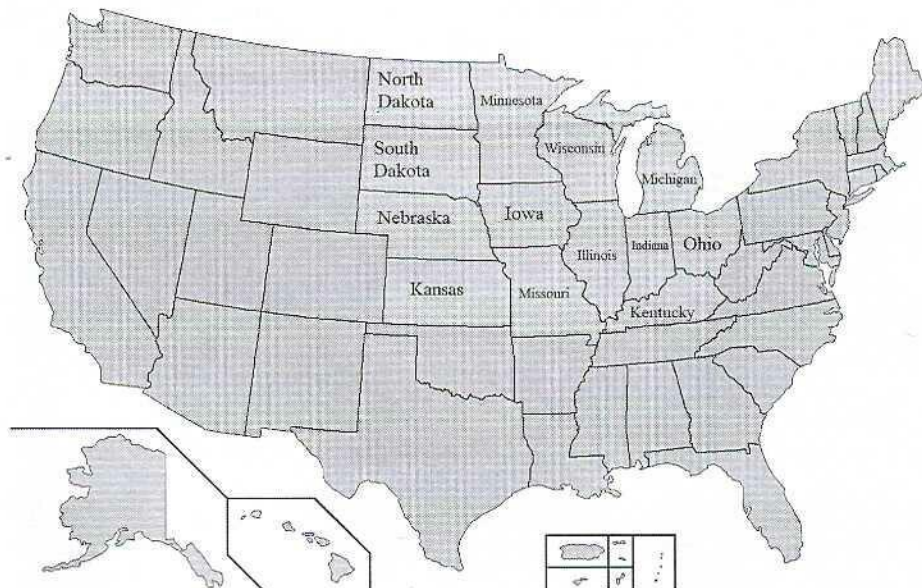 North
Dakota
Minnesota
South
Dakota
Wisconsin
Michigan
Nebraska
Iowa
Illinois
Indiana
Ohio
Kansas
Missouri
Kentucky